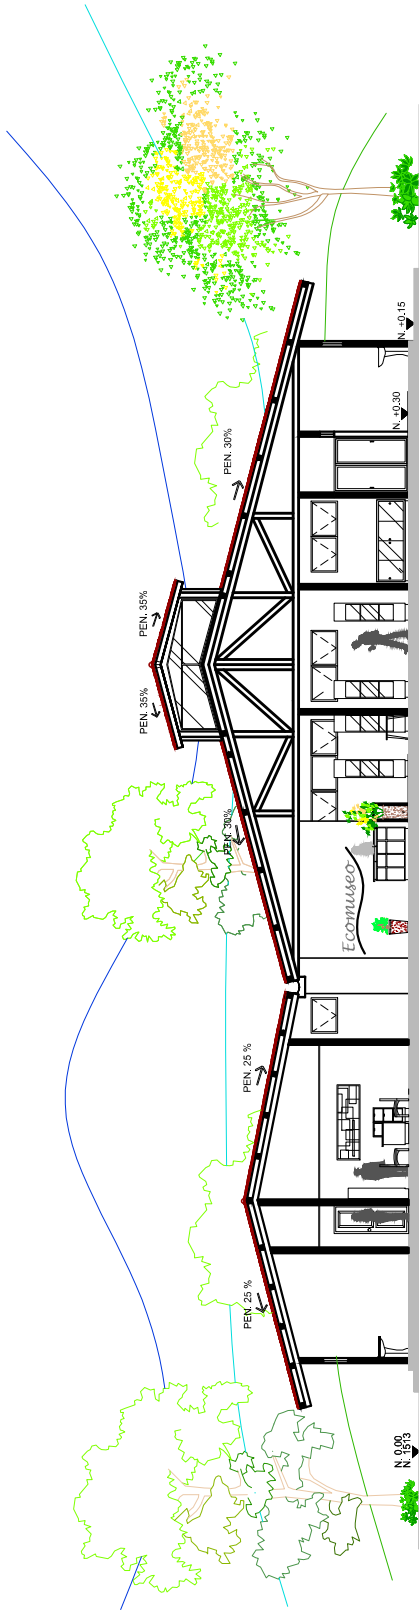 PEN. 35%
PEN. 35%
PEN. 30%
PEN. 30%
PEN. 25 %
PEN. 25 %
Ecomuseo
N. 0.00
N. 1513
N. +0.30
N. +0.15